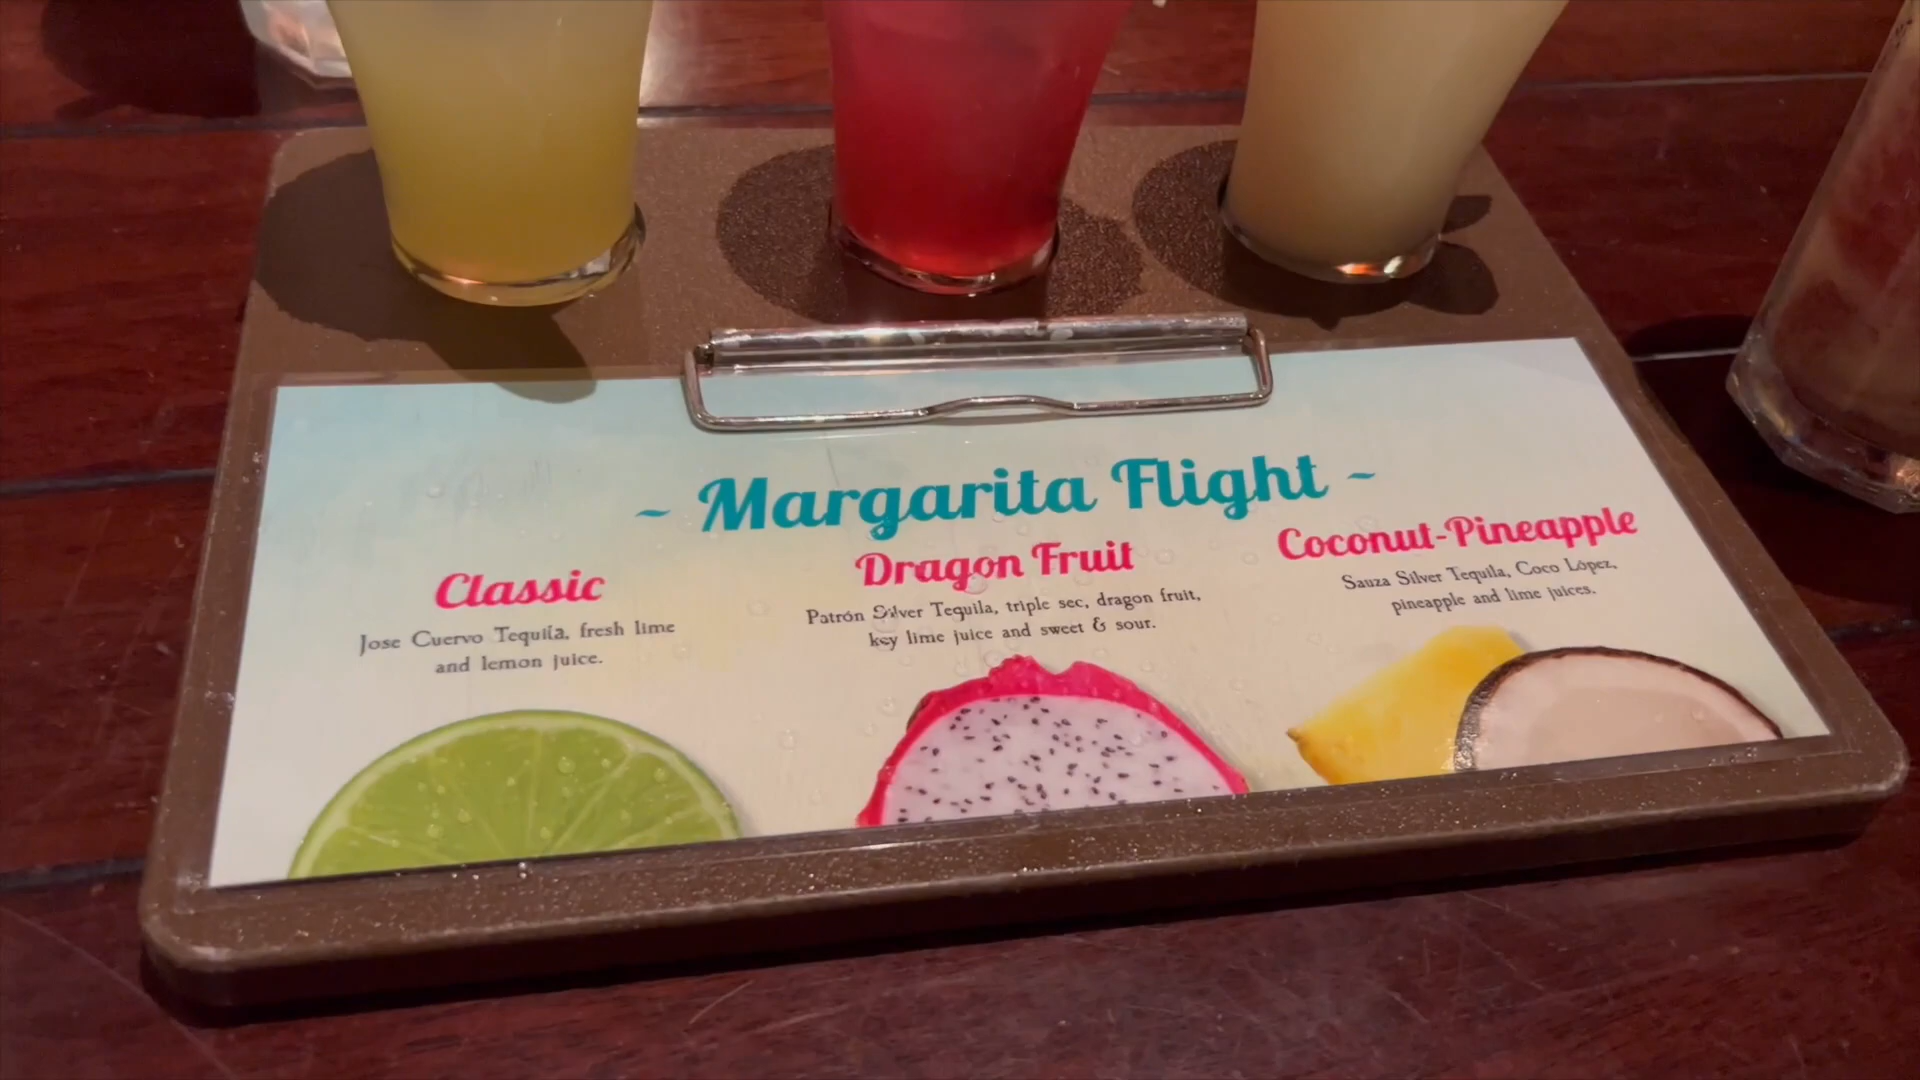 ~ Margarita Flight ~
Classic
Jose Cuervo Tequila, fresh lime
and lemon juice.
Dragon Fruit
Patrón Silver Tequila, triple sec, dragon fruit,
key lime juice and sweet & sour.
Coconut-Pineapple
Sauza Silver Tequila, Coco López,
pineapple and lime juices.